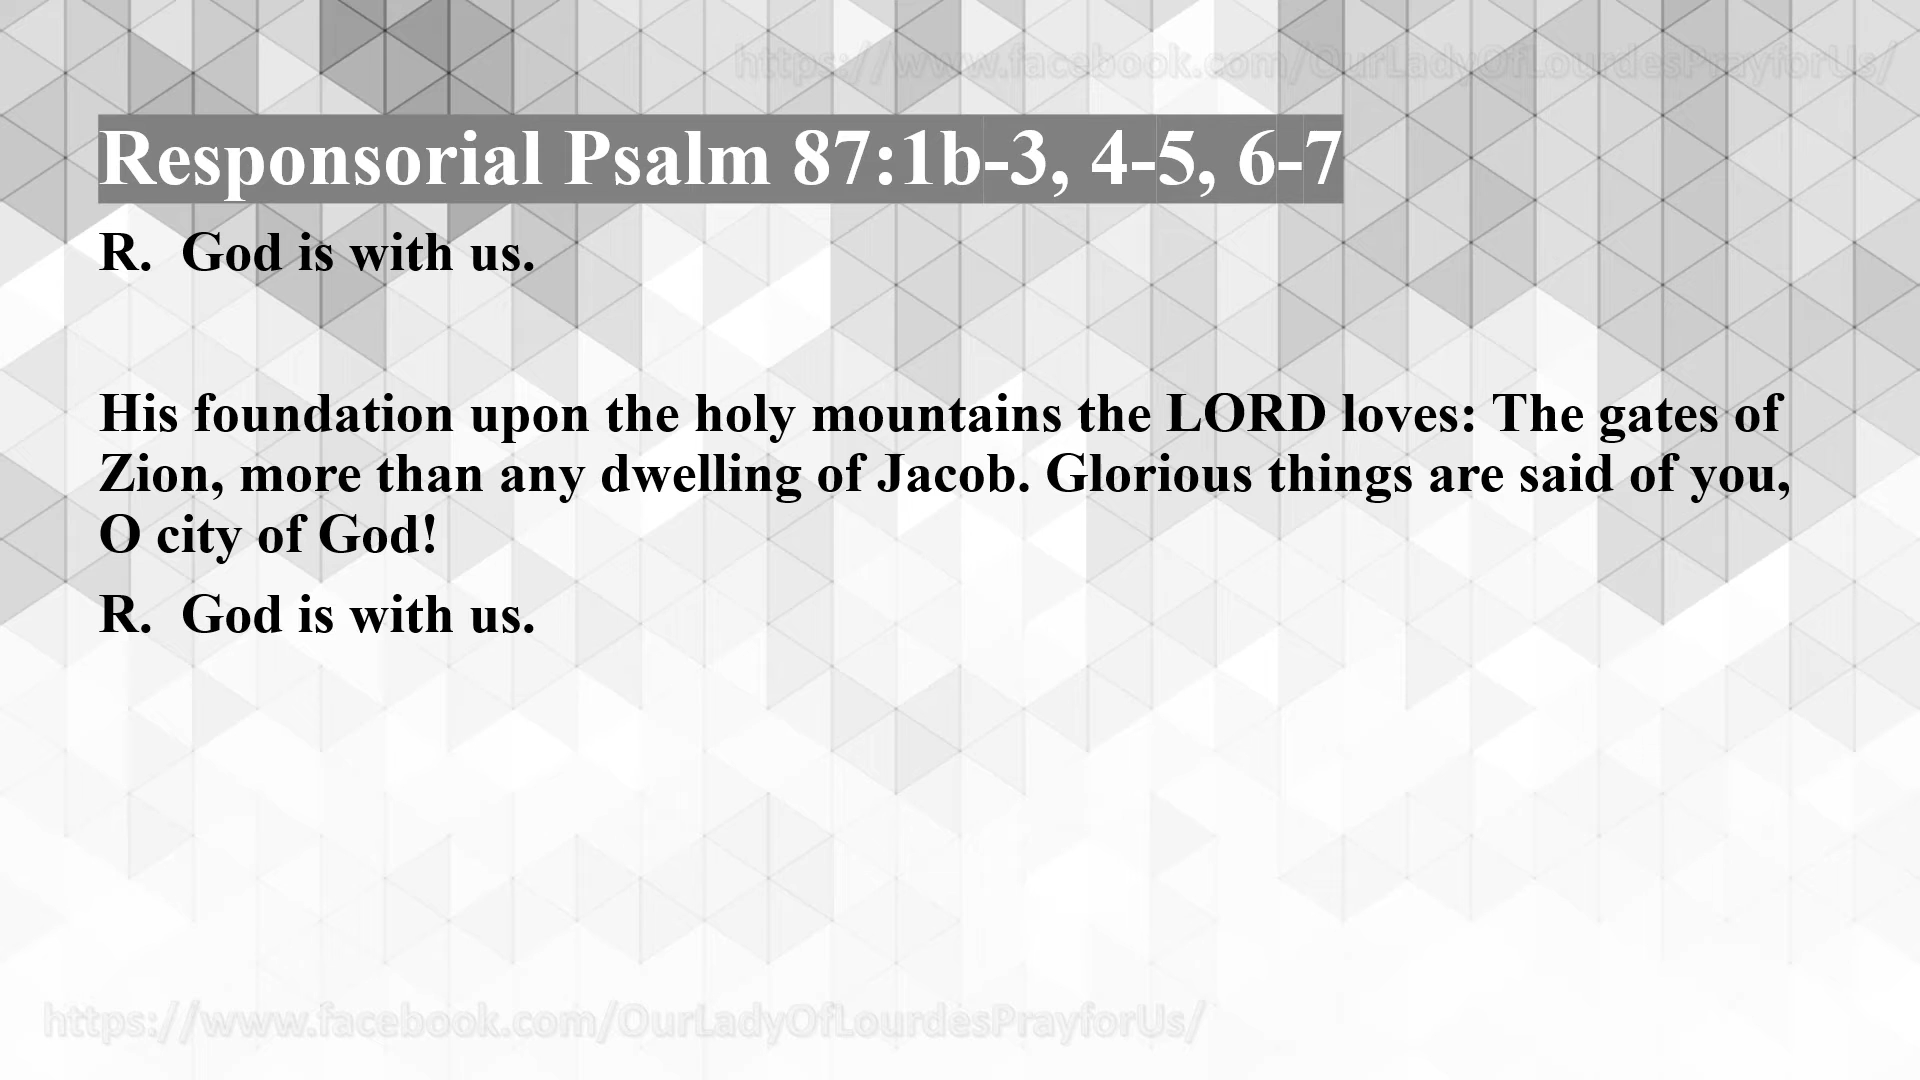 https://www.facebook.com/OurLadyOfLourdesPrayforUs/
Responsorial Psalm 87:1b-3, 4-5, 6-7
R.  God is with us.
His foundation upon the holy mountains the LORD loves: The gates of
Zion, more than any dwelling of Jacob. Glorious things are said of you,
O city of God!
R.  God is with us.
https://www.facebook.com/OurLadyOfLourdesPrayforUs/